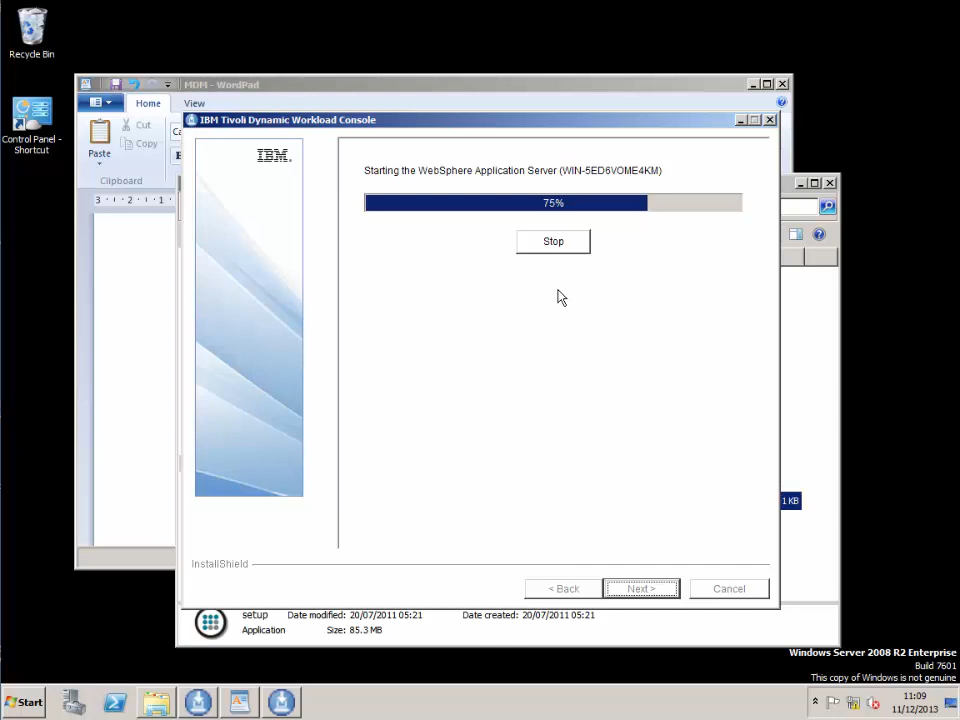 Recycle Bin
Control Panel -
Shortcut
MDM - WordPad
Home
View
Paste
Cut
Copy
Clipboard
3 · ı · 2 · ı · 1 ·
IBM Tivoli Dynamic Workload Console
IBM.
Starting the WebSphere Application Server (WIN-5ED6VOME4KM)
75%
Stop
1 KB
InstallShield
< Back
Next >
Cancel
setup
Date modified: 20/07/2011 05:21
Date created: 20/07/2011 05:21
Application
Size: 85.3 MB
Windows Server 2008 R2 Enterprise
Build 7601
This copy of Windows is not genuine
Start
11:09
11/12/2013